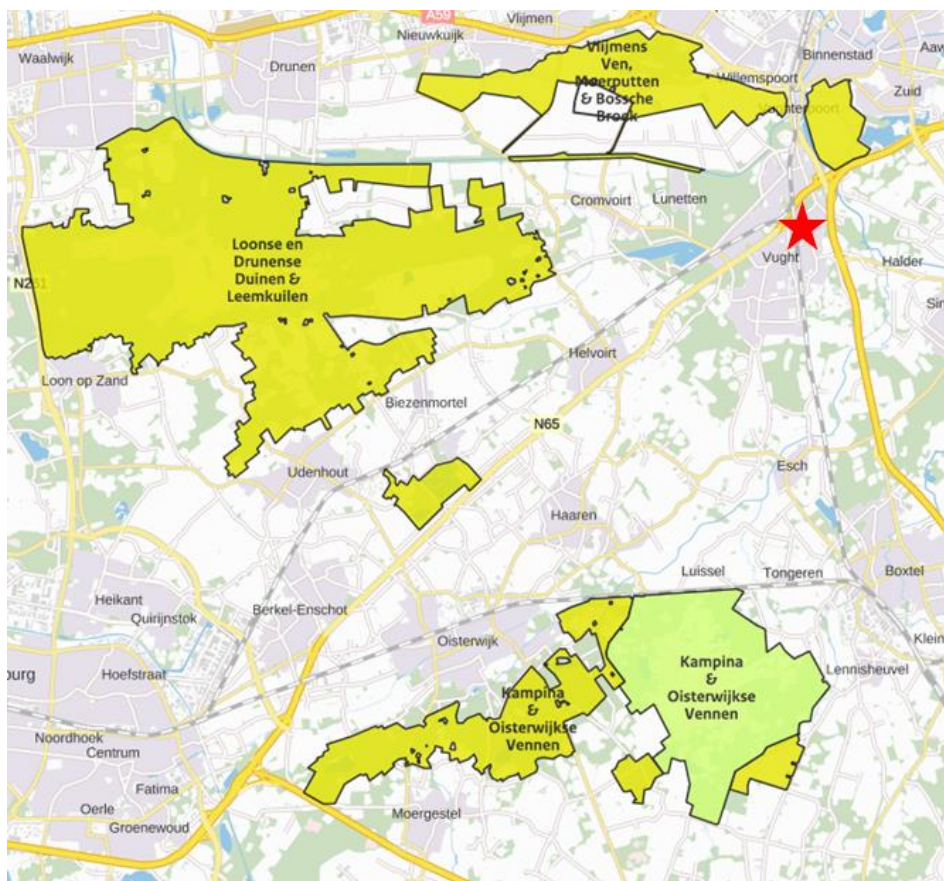 A59
Vlijmen
Nieuwkuijk
Waalwijk
Drunen
Binnenstad
Vlijmens
Ven,
Moerputten
& Bossche
Broek
Willemspoort
Zuid
Cromvoirt
Lunetten
Vught
Halder
Loonse en
Drunense
Duinen &
Leemkuilen
Helvoirt
Loon op Zand
Biezenmortel
N65
Udenhout
Esch
Haaren
Luissel
Tongeren
Boxtel
Heikant
Quirijnstok
Berkel-Enschot
Oisterwijk
Hoefstraat
burg
Lennisheuvel
Kampina
&
Oisterwijkse
Vennen
Kampina
&
Oisterwijkse
Vennen
Noordhoek
Centrum
Fatima
Oerle
Groenewoud
Moergestel